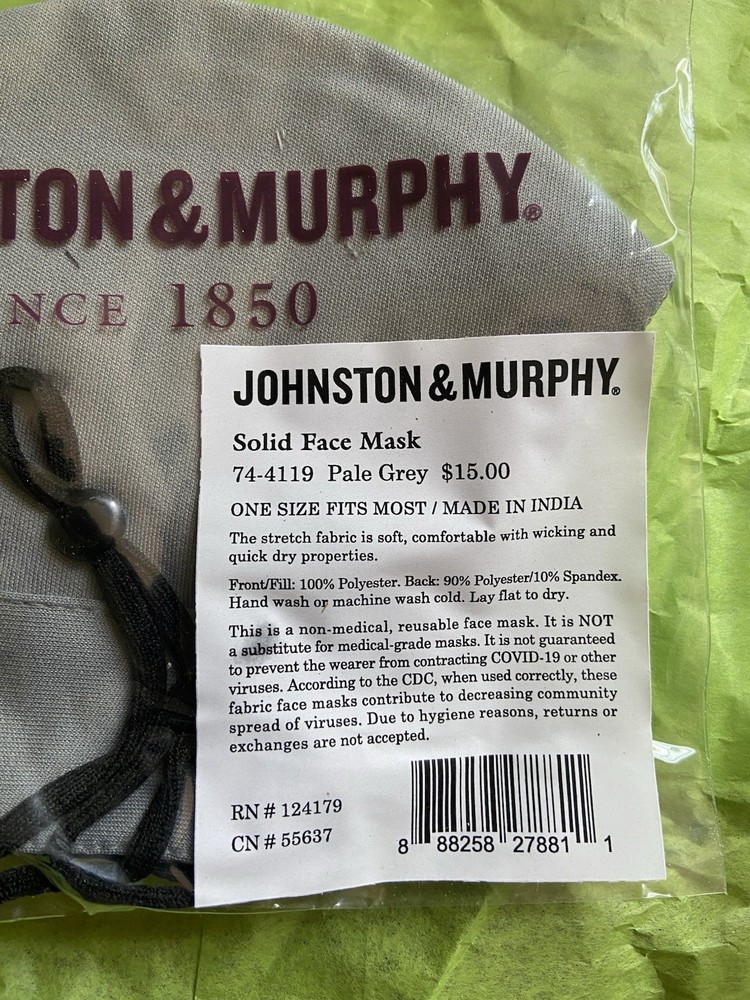 TON & MURPHY®
NCE 1850
JOHNSTON & MURPHY®
Solid Face Mask
74-4119 Pale Grey $15.00
ONE SIZE FITS MOST / MADE IN INDIA
The stretch fabric is soft, comfortable with wicking and
quick dry properties.
Front/Fill: 100% Polyester. Back: 90% Polyester/10% Spandex.
Hand wash or machine wash cold. Lay flat to dry.
This is a non-medical, reusable face mask. It is NOT
a substitute for medical-grade masks. It is not guaranteed
to prevent the wearer from contracting COVID-19 or other
viruses. According to the CDC, when used correctly, these
fabric face masks contribute to decreasing community
spread of viruses. Due to hygiene reasons, returns or
exchanges are not accepted.
RN # 124179
CN # 55637
8 88258 27881 1